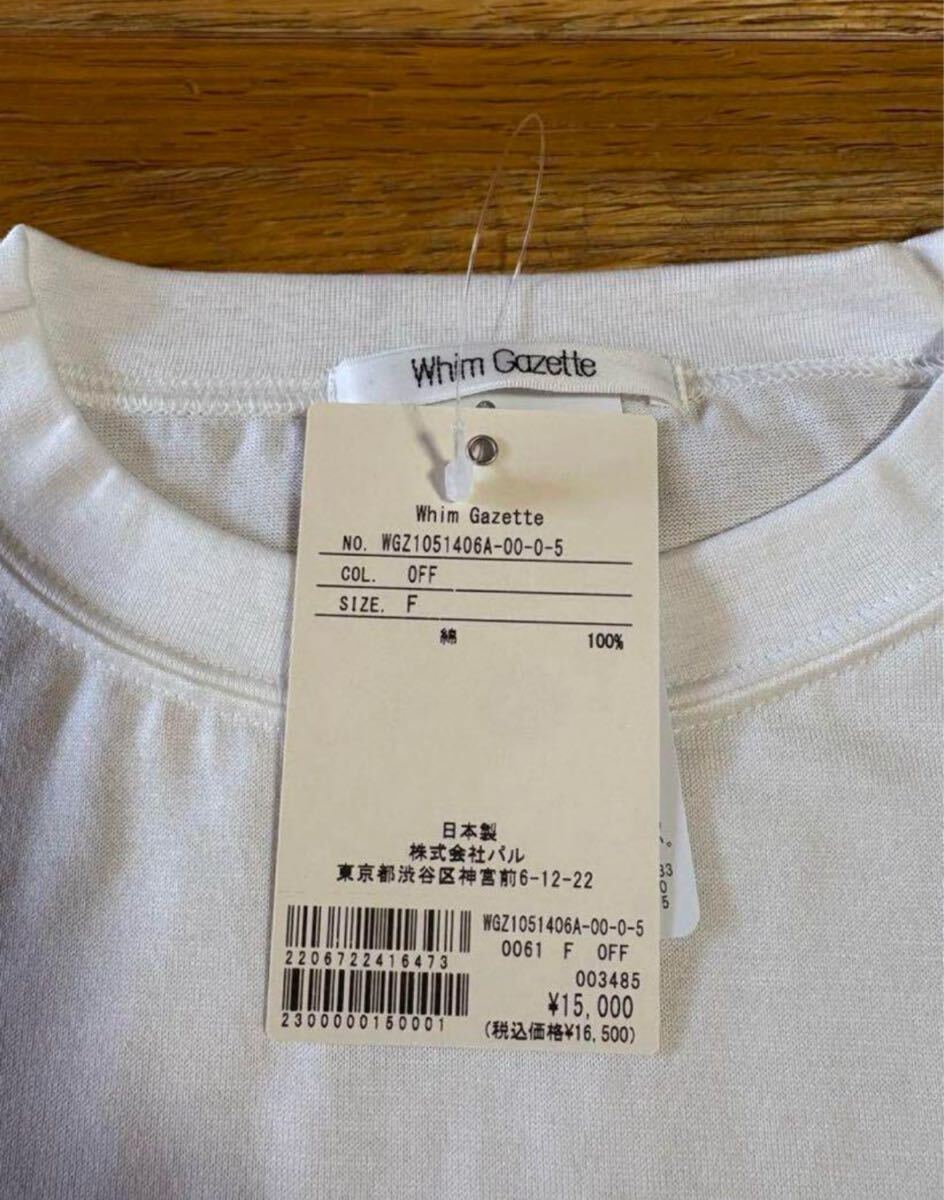 Whim Gazette
Whim Gazette
NO. WGZ1051406A-00-0-5
COL. OFF
SIZE. F
綿 100%
日本製
株式会社パル
東京都渋谷区神宮前6-12-22
2206722416473
2300000150001
WGZ1051406A-00-0-5
0061 F OFF
003485
¥15,000
(税込価格¥16,500)